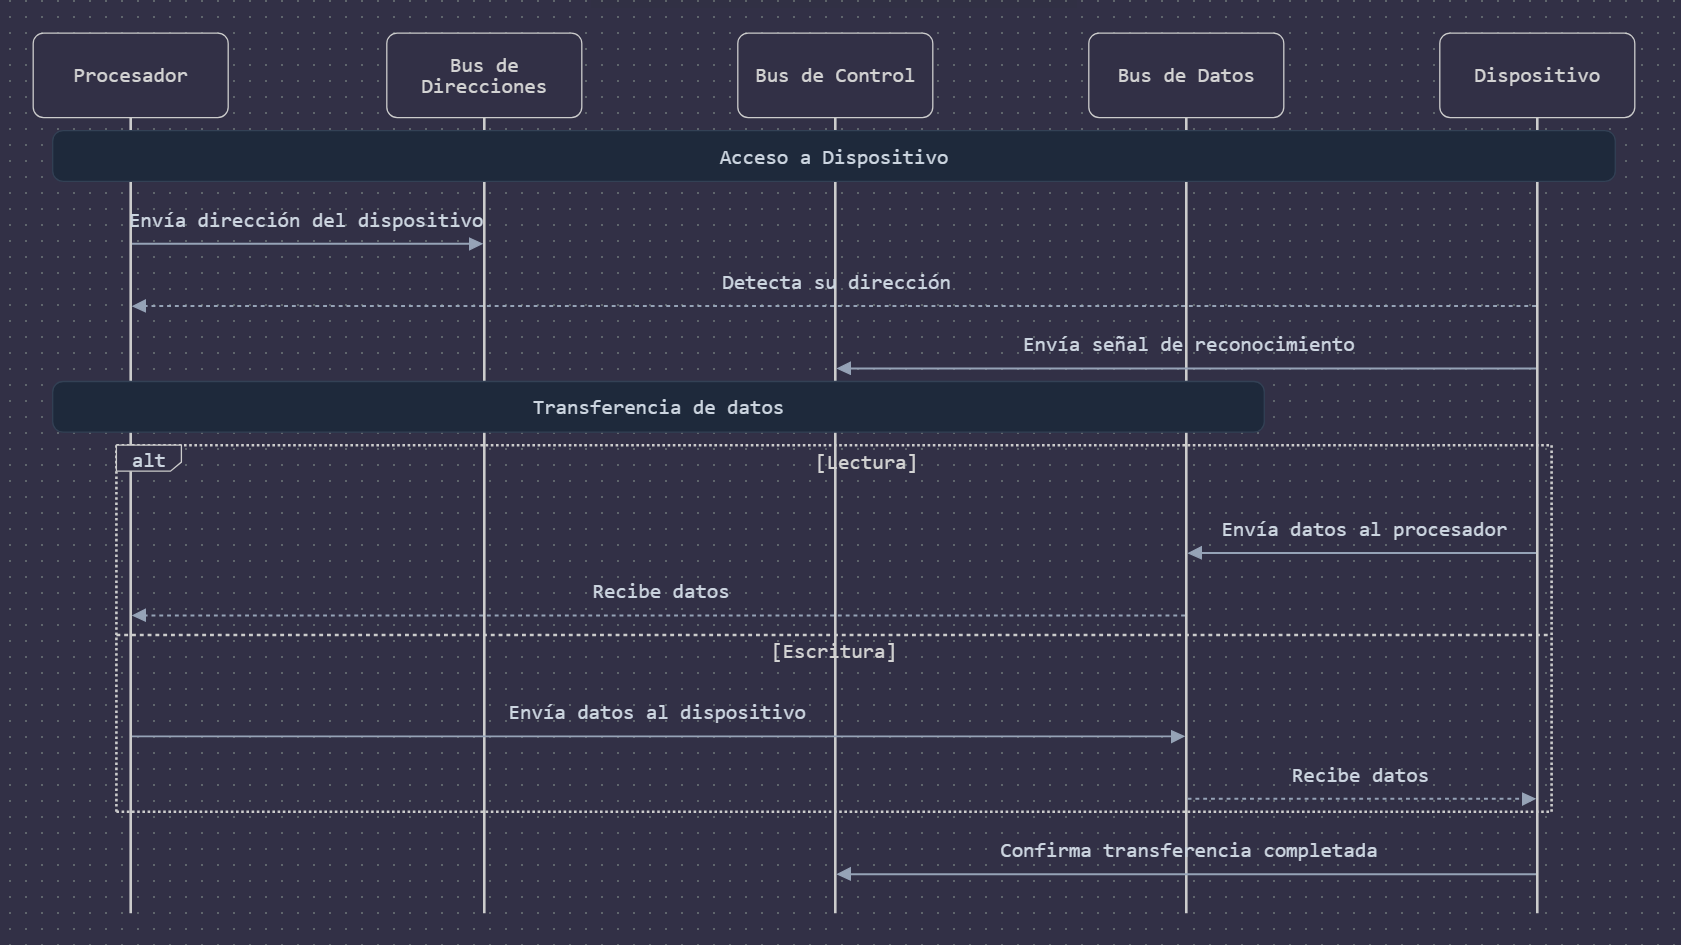 Procesador
Bus de
Direcciones
Bus de Control
Bus de Datos
Dispositivo
Acceso a Dispositivo
Envía dirección del dispositivo
Detecta su dirección
Envía señal de reconocimiento
Transferencia de datos
alt
[Lectura]
Envía datos al procesador
Recibe datos
[Escritura]
Envía datos al dispositivo
Recibe datos
Confirma transferencia completada